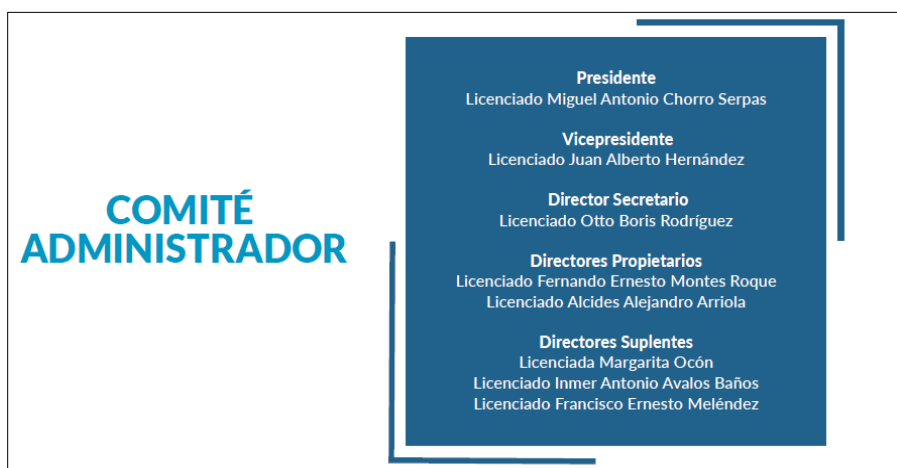 COMITÉ
ADMINISTRADOR
Presidente
Licenciado Miguel Antonio Chorro Serpas
Vicepresidente
Licenciado Juan Alberto Hernández
Director Secretario
Licenciado Otto Boris Rodríguez
Directores Propietarios
Licenciado Fernando Ernesto Montes Roque
Licenciado Alcides Alejandro Arriola
Directores Suplentes
Licenciada Margarita Ocón
Licenciado Inmer Antonio Avalos Baños
Licenciado Francisco Ernesto Meléndez